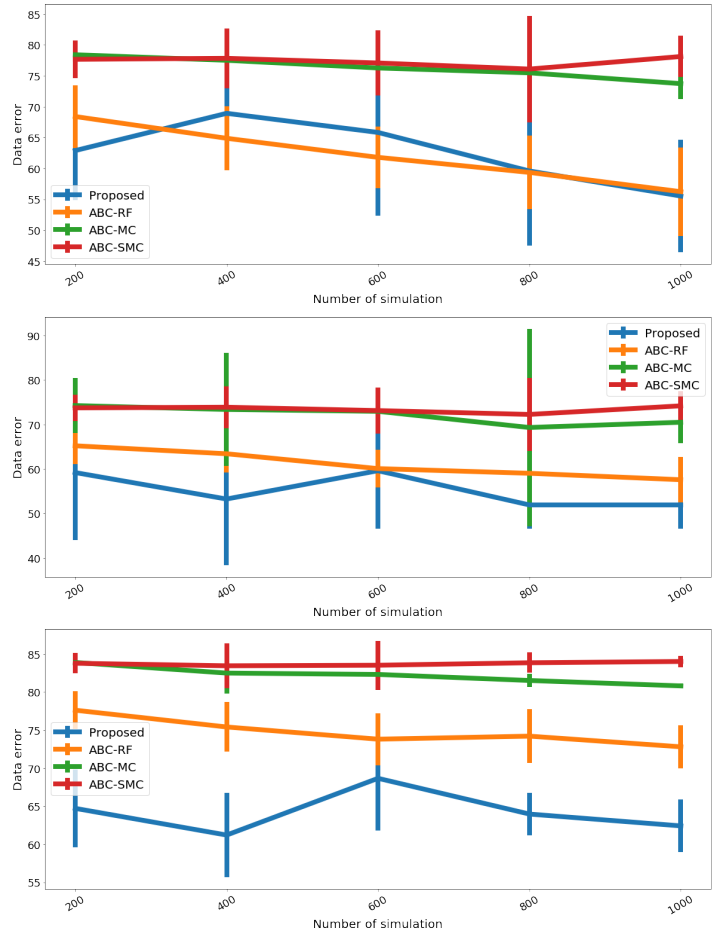 85
80
75
70
65
60
55
50
45
Data error
Proposed
ABC-RF
ABC-MC
ABC-SMC
200
400
600
800
1000
Number of simulation
90
80
70
60
50
40
Data error
Proposed
ABC-RF
ABC-MC
ABC-SMC
200
400
600
800
1000
Number of simulation
85
80
75
70
65
60
55
Data error
Proposed
ABC-RF
ABC-MC
ABC-SMC
200
400
600
800
1000
Number of simulation